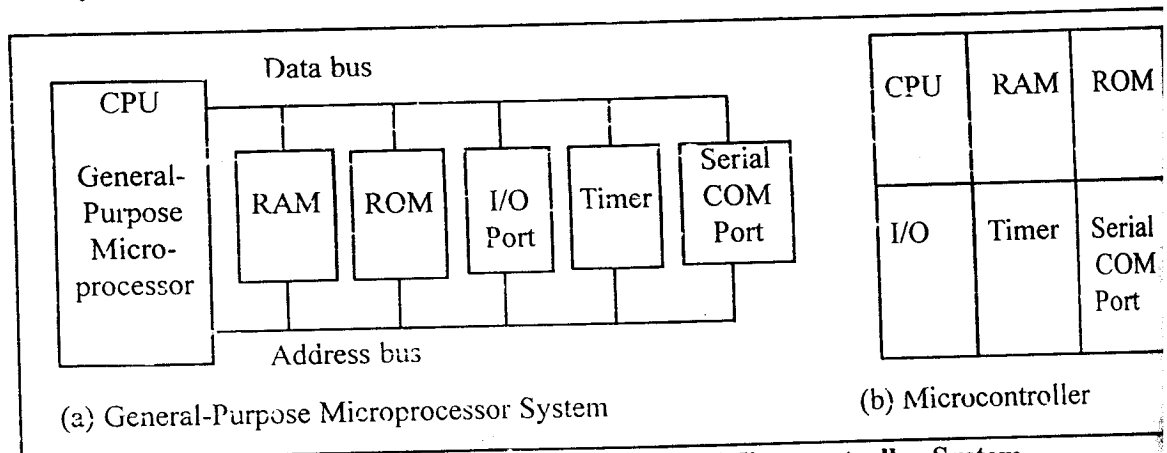 Data bus
CPU
General-
Purpose
Micro-
processor
RAM
ROM
I/O
Port
Timer
Serial
COM
Port
Address bus
(a) General-Purpose Microprocessor System
CPU
RAM
ROM
I/O
Timer
Serial
COM
Port
(b) Microcontroller
System